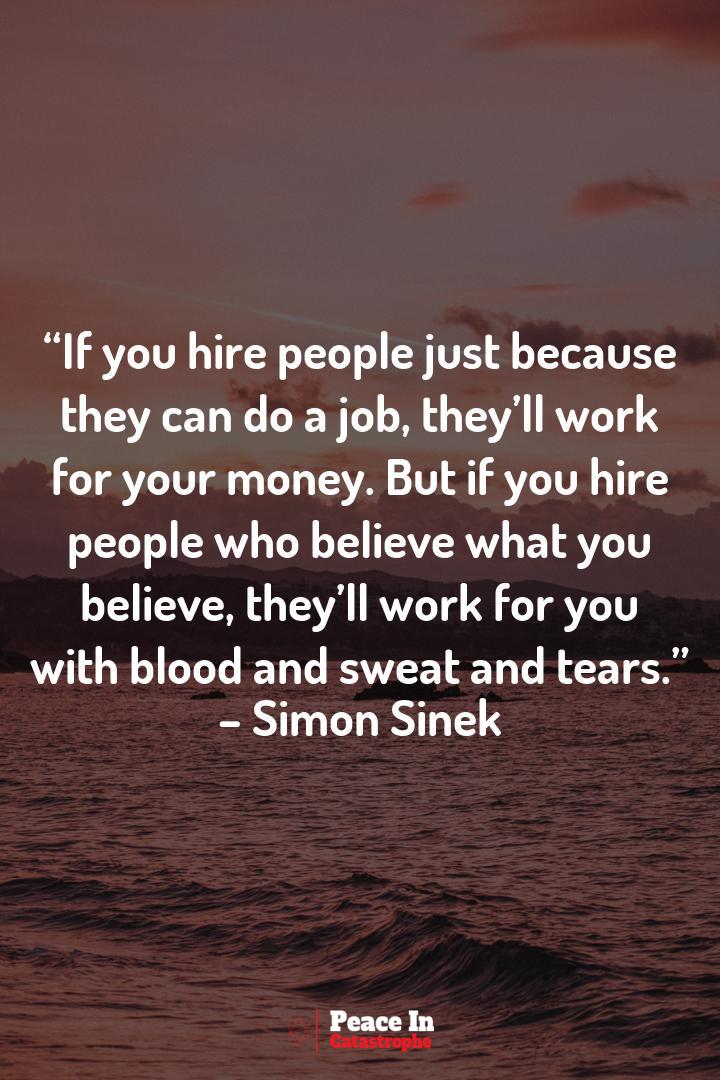 “If you hire people just because
they can do a job, they’ll work
for your money. But if you hire
people who believe what you
believe, they’ll work for you
with blood and sweat and tears.”
– Simon Sinek
Peace In
Catastrophe